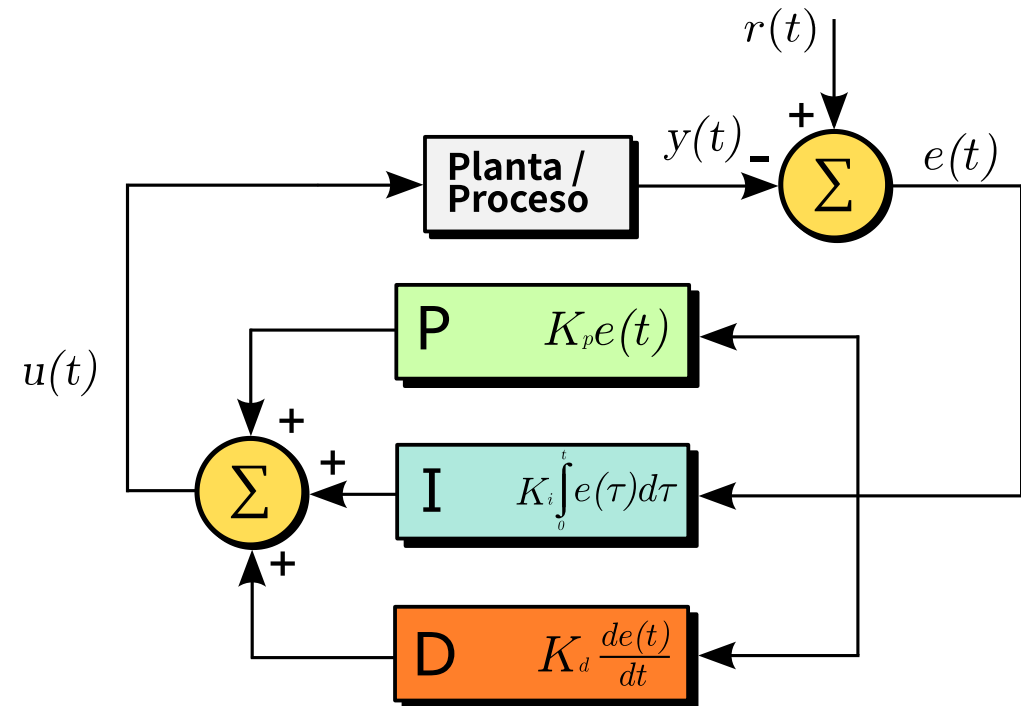 r(t)
+
y(t) -
e(t)
Σ
Planta /
Proceso
P K_p e(t)
u(t)
+
+
Σ
I K_i ∫_0^t e(τ)dτ
+
D K_d de(t)/dt